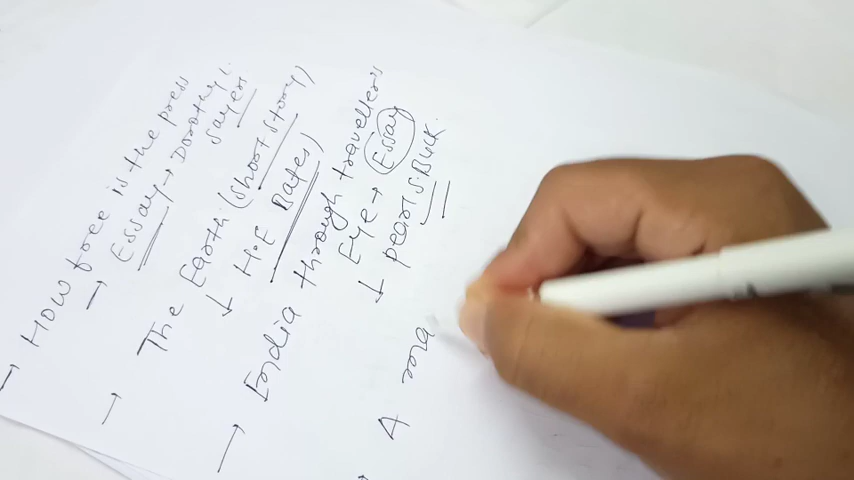 → How free is the press
→ Essay → Dorothy L.
Sayers
→ The Earth (Short Story)
↓ H.E Bates)
→ India through traveller's
Eye → Essay
↓ pearl S.Buck.
A ma